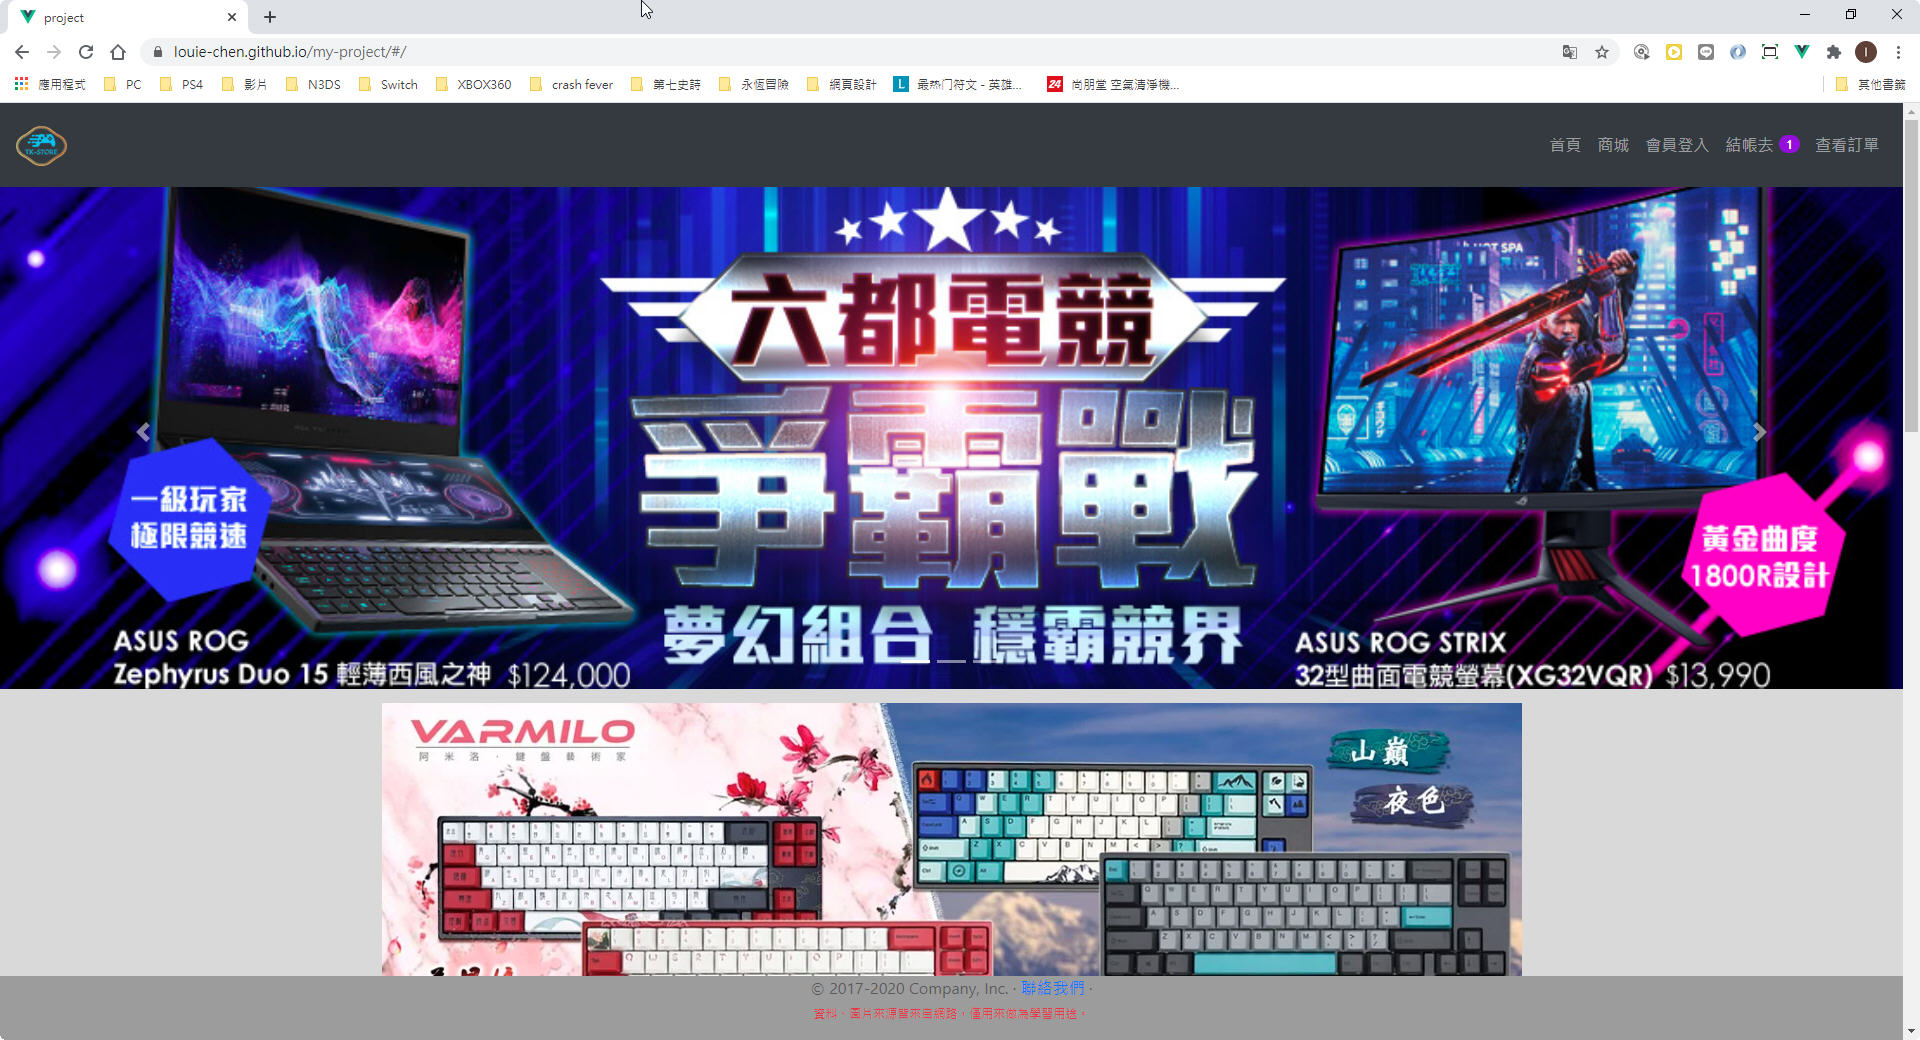 project
louie-chen.github.io/my-project/#/
應用程式 PC PS4 影片 N3DS Switch XBOX360 crash fever 第七史詩 永恆冒險 網頁設計 L 最热门符文 - 英雄... 24 尚朋堂 空氣清淨機... 其他書籤
TK-STORE
首頁 商城 會員登入 結帳去 1 查看訂單
六都電競
爭霸戰
夢幻組合 穩霸競界
一級玩家
極限競速
ASUS ROG
Zephyrus Duo 15 輕薄西風之神 $124,000
HOT SPA
黃金曲度
1800R設計
ASUS ROG STRIX
32型曲面電競螢幕(XG32VQR) $13,990
VARMILO
阿米洛·鍵盤藝術家
山巔
夜色
© 2017-2020 Company, Inc. · 聯絡我們 ·
資料、圖片來源皆來自網路，僅用來做為學習用途。